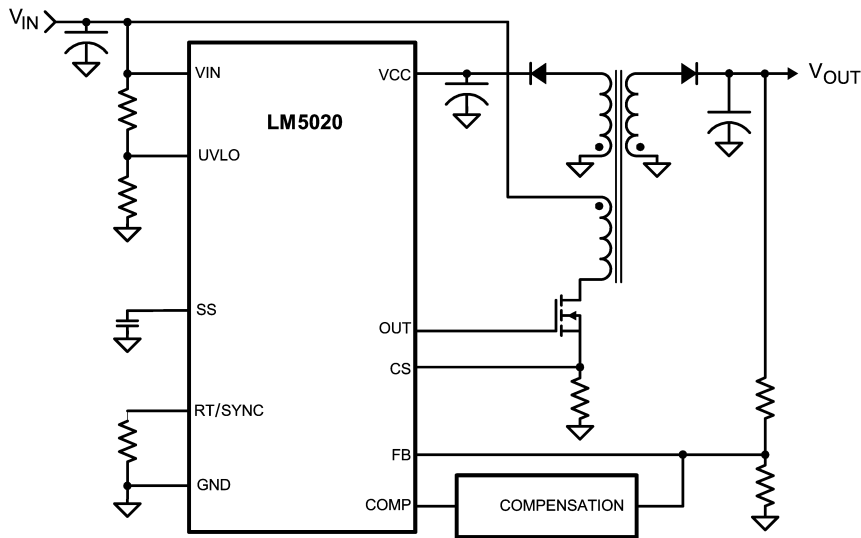 VIN
VIN
VCC
VOUT
LM5020
UVLO
SS
OUT
CS
RT/SYNC
FB
GND
COMP
COMPENSATION